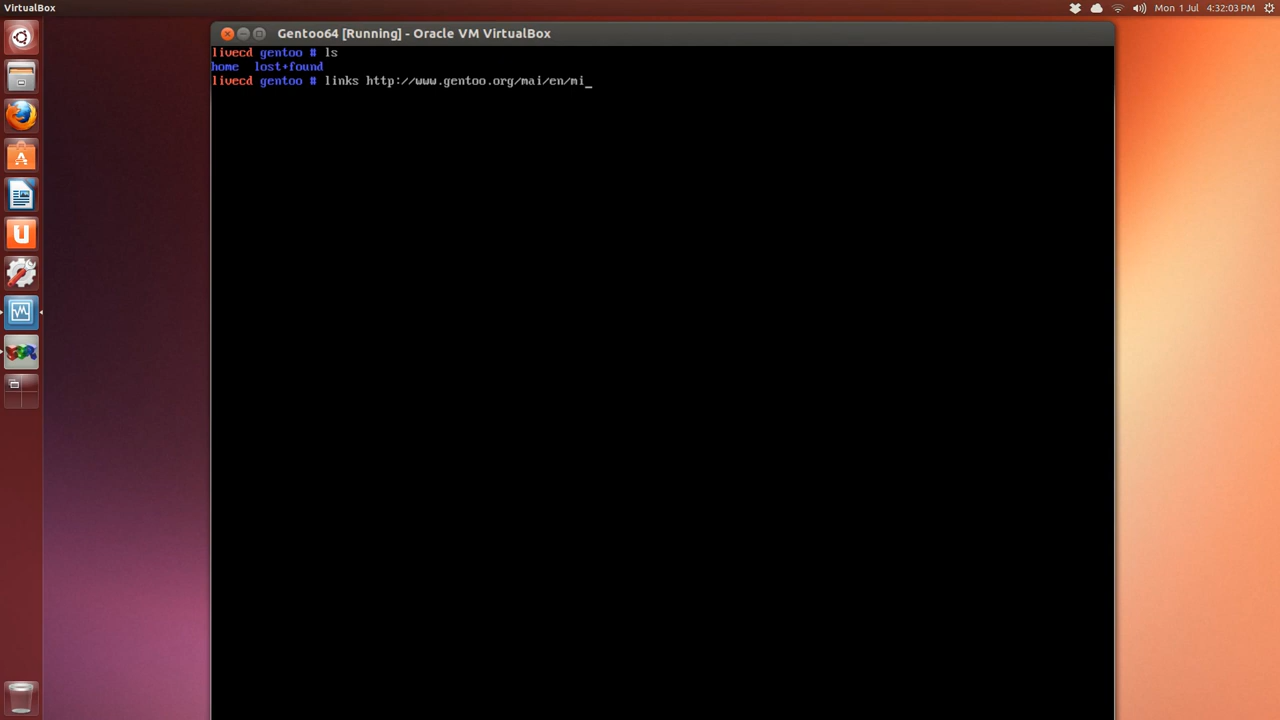 VirtualBox
Mon 1 Jul 4:32:03 PM
Gentoo64 [Running] - Oracle VM VirtualBox
livecd gentoo # ls
home lost+found
livecd gentoo # links http://www.gentoo.org/mai/en/mi_